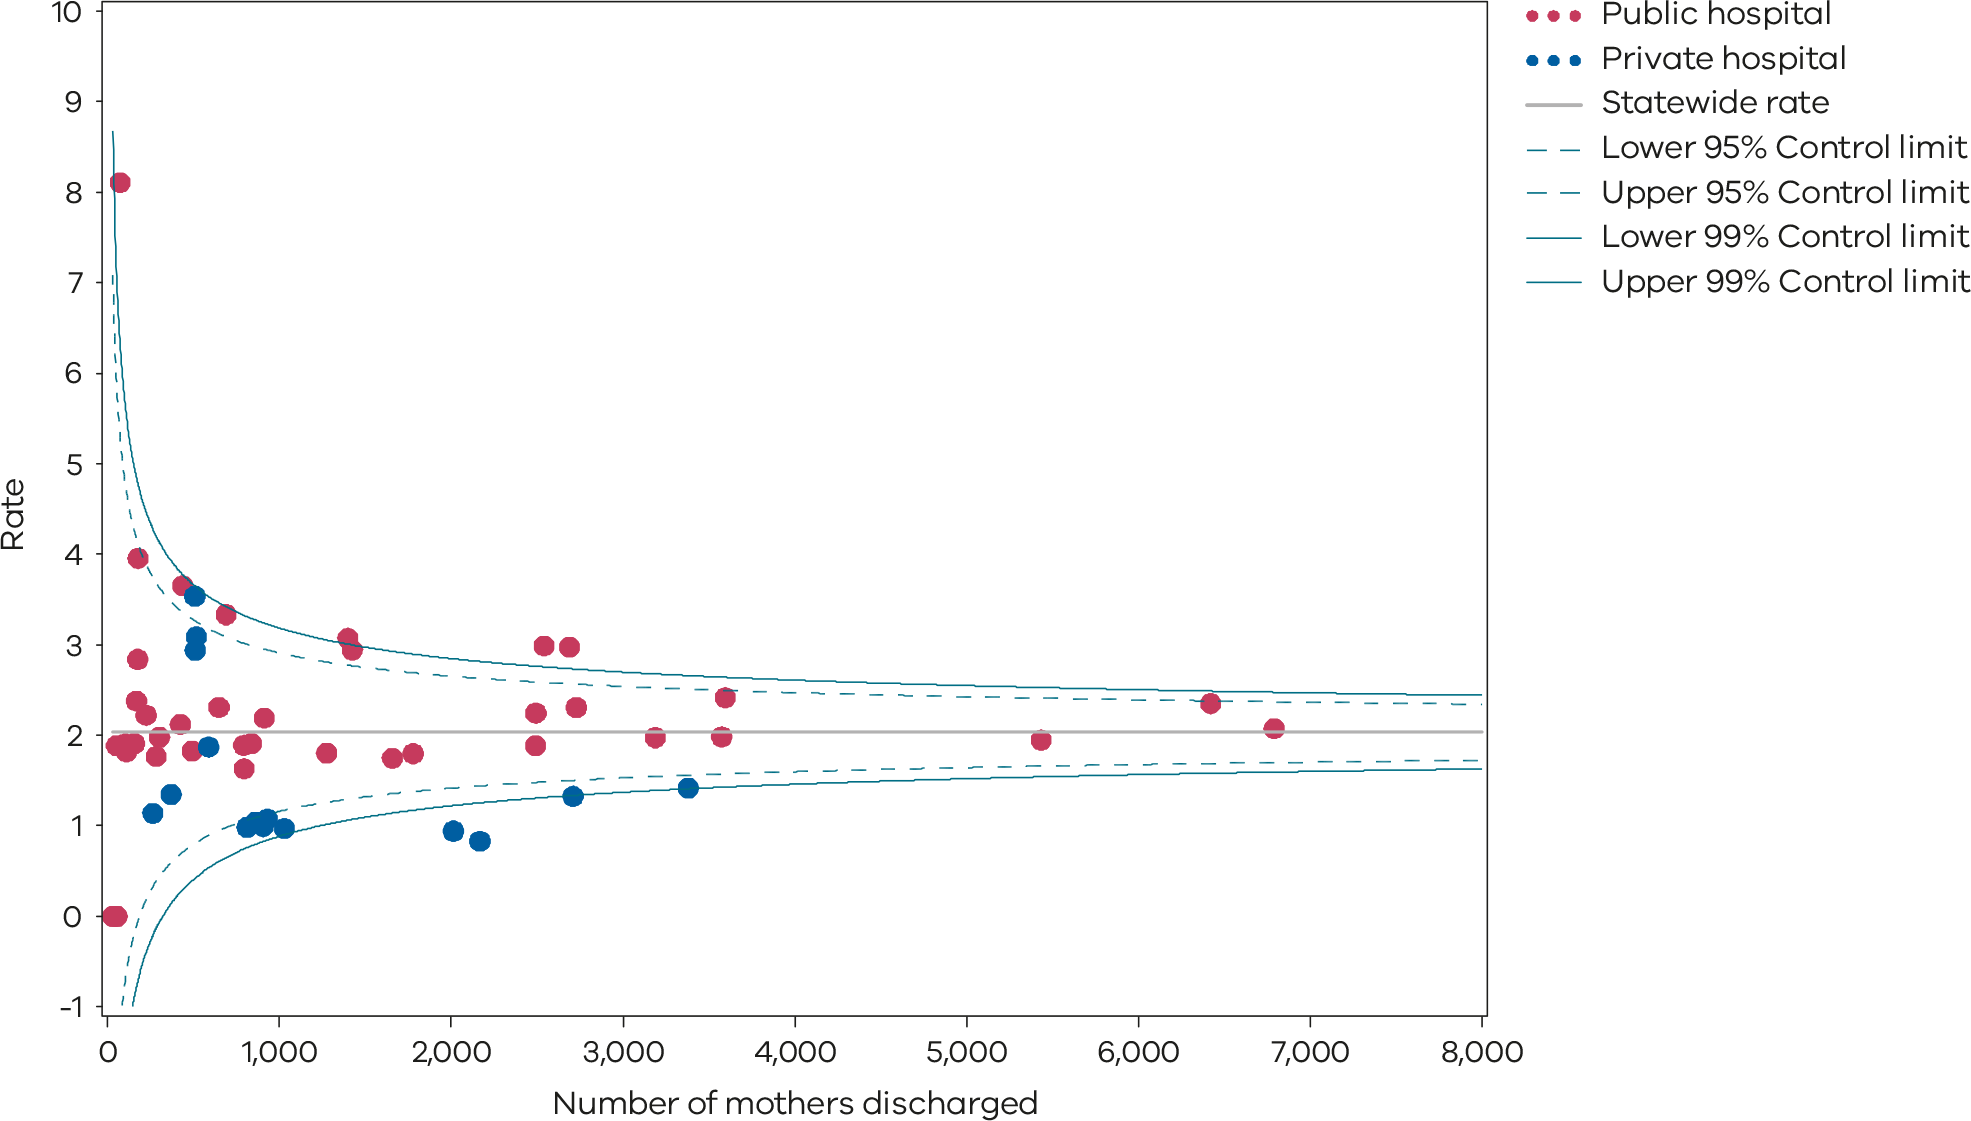 10
9
8
7
6
5
4
3
2
1
0
-1
Rate
0
1,000
2,000
3,000
4,000
5,000
6,000
7,000
8,000
Number of mothers discharged
Public hospital
Private hospital
Statewide rate
Lower 95% Control limit
Upper 95% Control limit
Lower 99% Control limit
Upper 99% Control limit